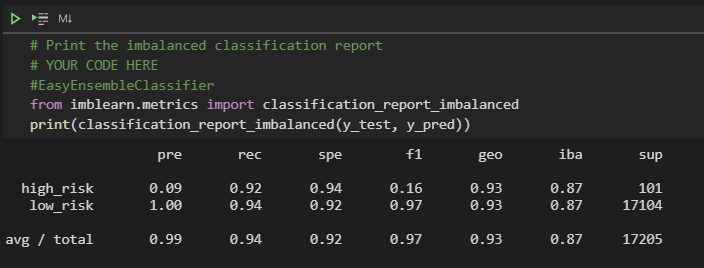 M↓
# Print the imbalanced classification report
# YOUR CODE HERE
#EasyEnsembleClassifier
from imblearn.metrics import classification_report_imbalanced
print(classification_report_imbalanced(y_test, y_pred))
pre rec spe f1 geo iba sup
high_risk 0.09 0.92 0.94 0.16 0.93 0.87 101
low_risk 1.00 0.94 0.92 0.97 0.93 0.87 17104
avg / total 0.99 0.94 0.92 0.97 0.93 0.87 17205